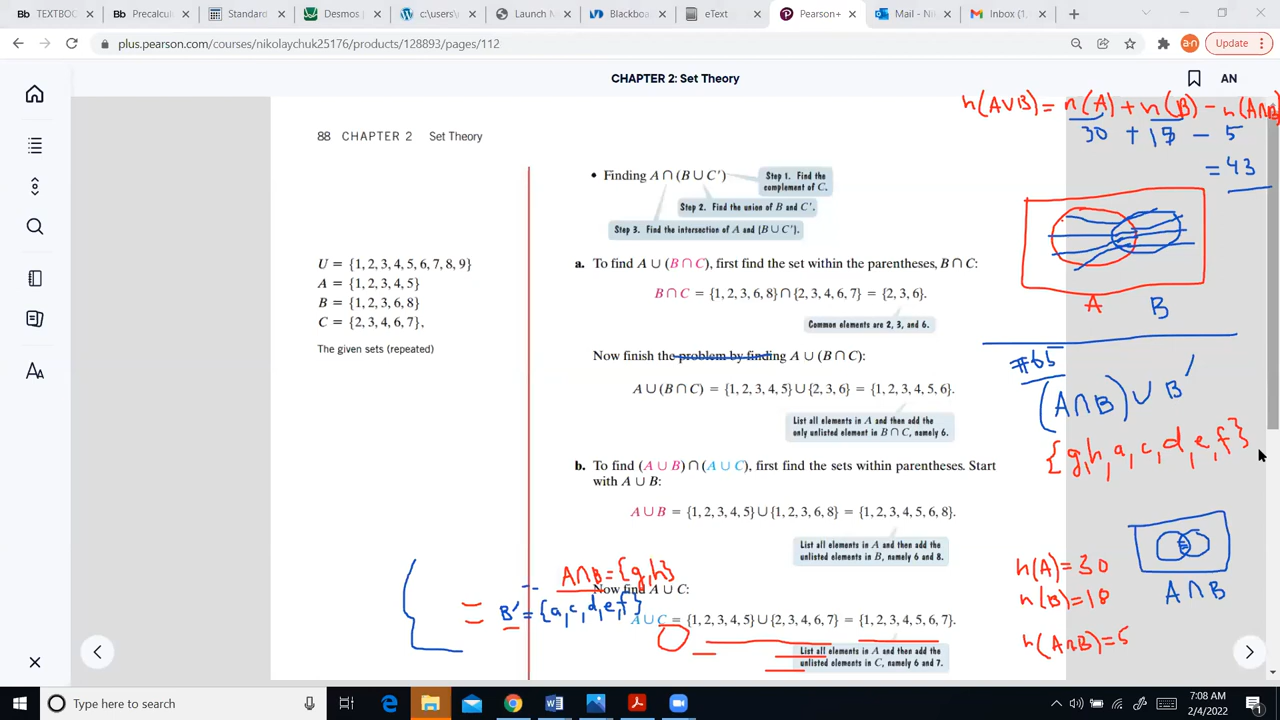 TEXTBO
Precalcu
Standard
Desmos |
c:\users\
Launch N
Blackboa
eText
Pearson+
Mail - Nik
Inbox (1.
plus.pearson.com/courses/nikolaychuk25176/products/128893/pages/112
a-n
Update
CHAPTER 2: Set Theory
AN
88 CHAPTER 2 Set Theory
• Finding A ∩ (B ∪ C′)
Step 1. Find the
complement of C.
Step 2. Find the union of B and C′.
Step 3. Find the intersection of A and (B ∪ C′).
U = {1, 2, 3, 4, 5, 6, 7, 8, 9}
A = {1, 2, 3, 4, 5}
B = {1, 2, 3, 6, 8}
C = {2, 3, 4, 6, 7},
The given sets (repeated)
a. To find A ∪ (B ∩ C), first find the set within the parentheses, B ∩ C:
B ∩ C = {1, 2, 3, 6, 8} ∩ {2, 3, 4, 6, 7} = {2, 3, 6}.
Common elements are 2, 3, and 6.
Now finish the problem by finding A ∪ (B ∩ C):
A ∪ (B ∩ C) = {1, 2, 3, 4, 5} ∪ {2, 3, 6} = {1, 2, 3, 4, 5, 6}.
List all elements in A and then add the
only unlisted element in B ∩ C, namely 6.
b. To find (A ∪ B) ∩ (A ∪ C), first find the sets within parentheses. Start
with A ∪ B:
A ∪ B = {1, 2, 3, 4, 5} ∪ {1, 2, 3, 6, 8} = {1, 2, 3, 4, 5, 6, 8}.
List all elements in A and then add the
unlisted elements in B, namely 6 and 8.
Now find A ∪ C:
A ∪ C = {1, 2, 3, 4, 5} ∪ {2, 3, 4, 6, 7} = {1, 2, 3, 4, 5, 6, 7}.
List all elements in A and then add the
unlisted elements in C, namely 6 and 7.
A∩B = {g,h}
= B′ = {a,c,d,e,f}
n(A∪B) = n(A) + n(B) − n(A∩B)
30 + − 5
= 43
A B
#65
(A∩B) ∪ B′
{g,h,a,c,d,e,f}
n(A)=30
n(B)=18
n(A∩B)=5
A∩B
Type here to search
7:08 AM
2/4/2022